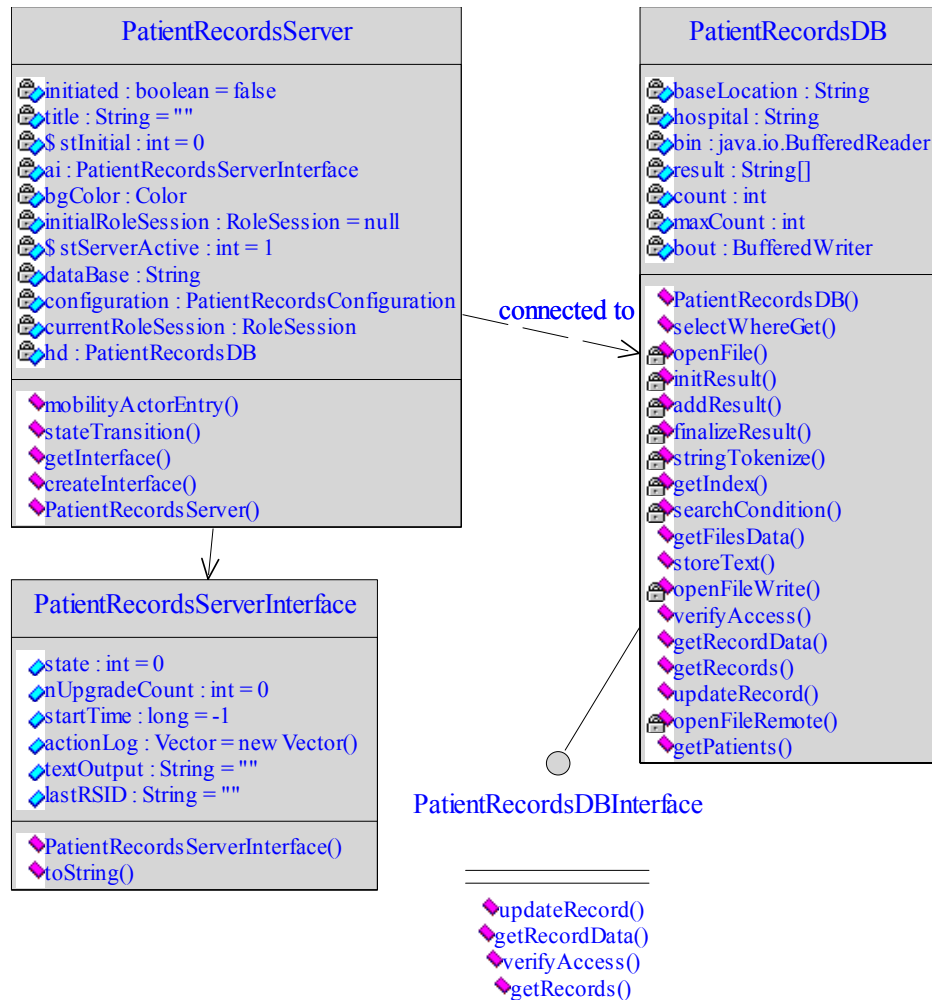 PatientRecordsServer
initiated : boolean = false
title : String = ""
$ stInitial : int = 0
ai : PatientRecordsServerInterface
bgColor : Color
initialRoleSession : RoleSession = null
$ stServerActive : int = 1
dataBase : String
configuration : PatientRecordsConfiguration
currentRoleSession : RoleSession
hd : PatientRecordsDB
mobilityActorEntry()
stateTransition()
getInterface()
createInterface()
PatientRecordsServer()
connected to
PatientRecordsDB
baseLocation : String
hospital : String
bin : java.io.BufferedReader
result : String[]
count : int
maxCount : int
bout : BufferedWriter
PatientRecordsDB()
selectWhereGet()
openFile()
initResult()
addResult()
finalizeResult()
stringTokenize()
getIndex()
searchCondition()
getFilesData()
storeText()
openFileWrite()
verifyAccess()
getRecordData()
getRecords()
updateRecord()
openFileRemote()
getPatients()
PatientRecordsServerInterface
state : int = 0
nUpgradeCount : int = 0
startTime : long = -1
actionLog : Vector = new Vector()
textOutput : String = ""
lastRSID : String = ""
PatientRecordsServerInterface()
toString()
PatientRecordsDBInterface
updateRecord()
getRecordData()
verifyAccess()
getRecords()